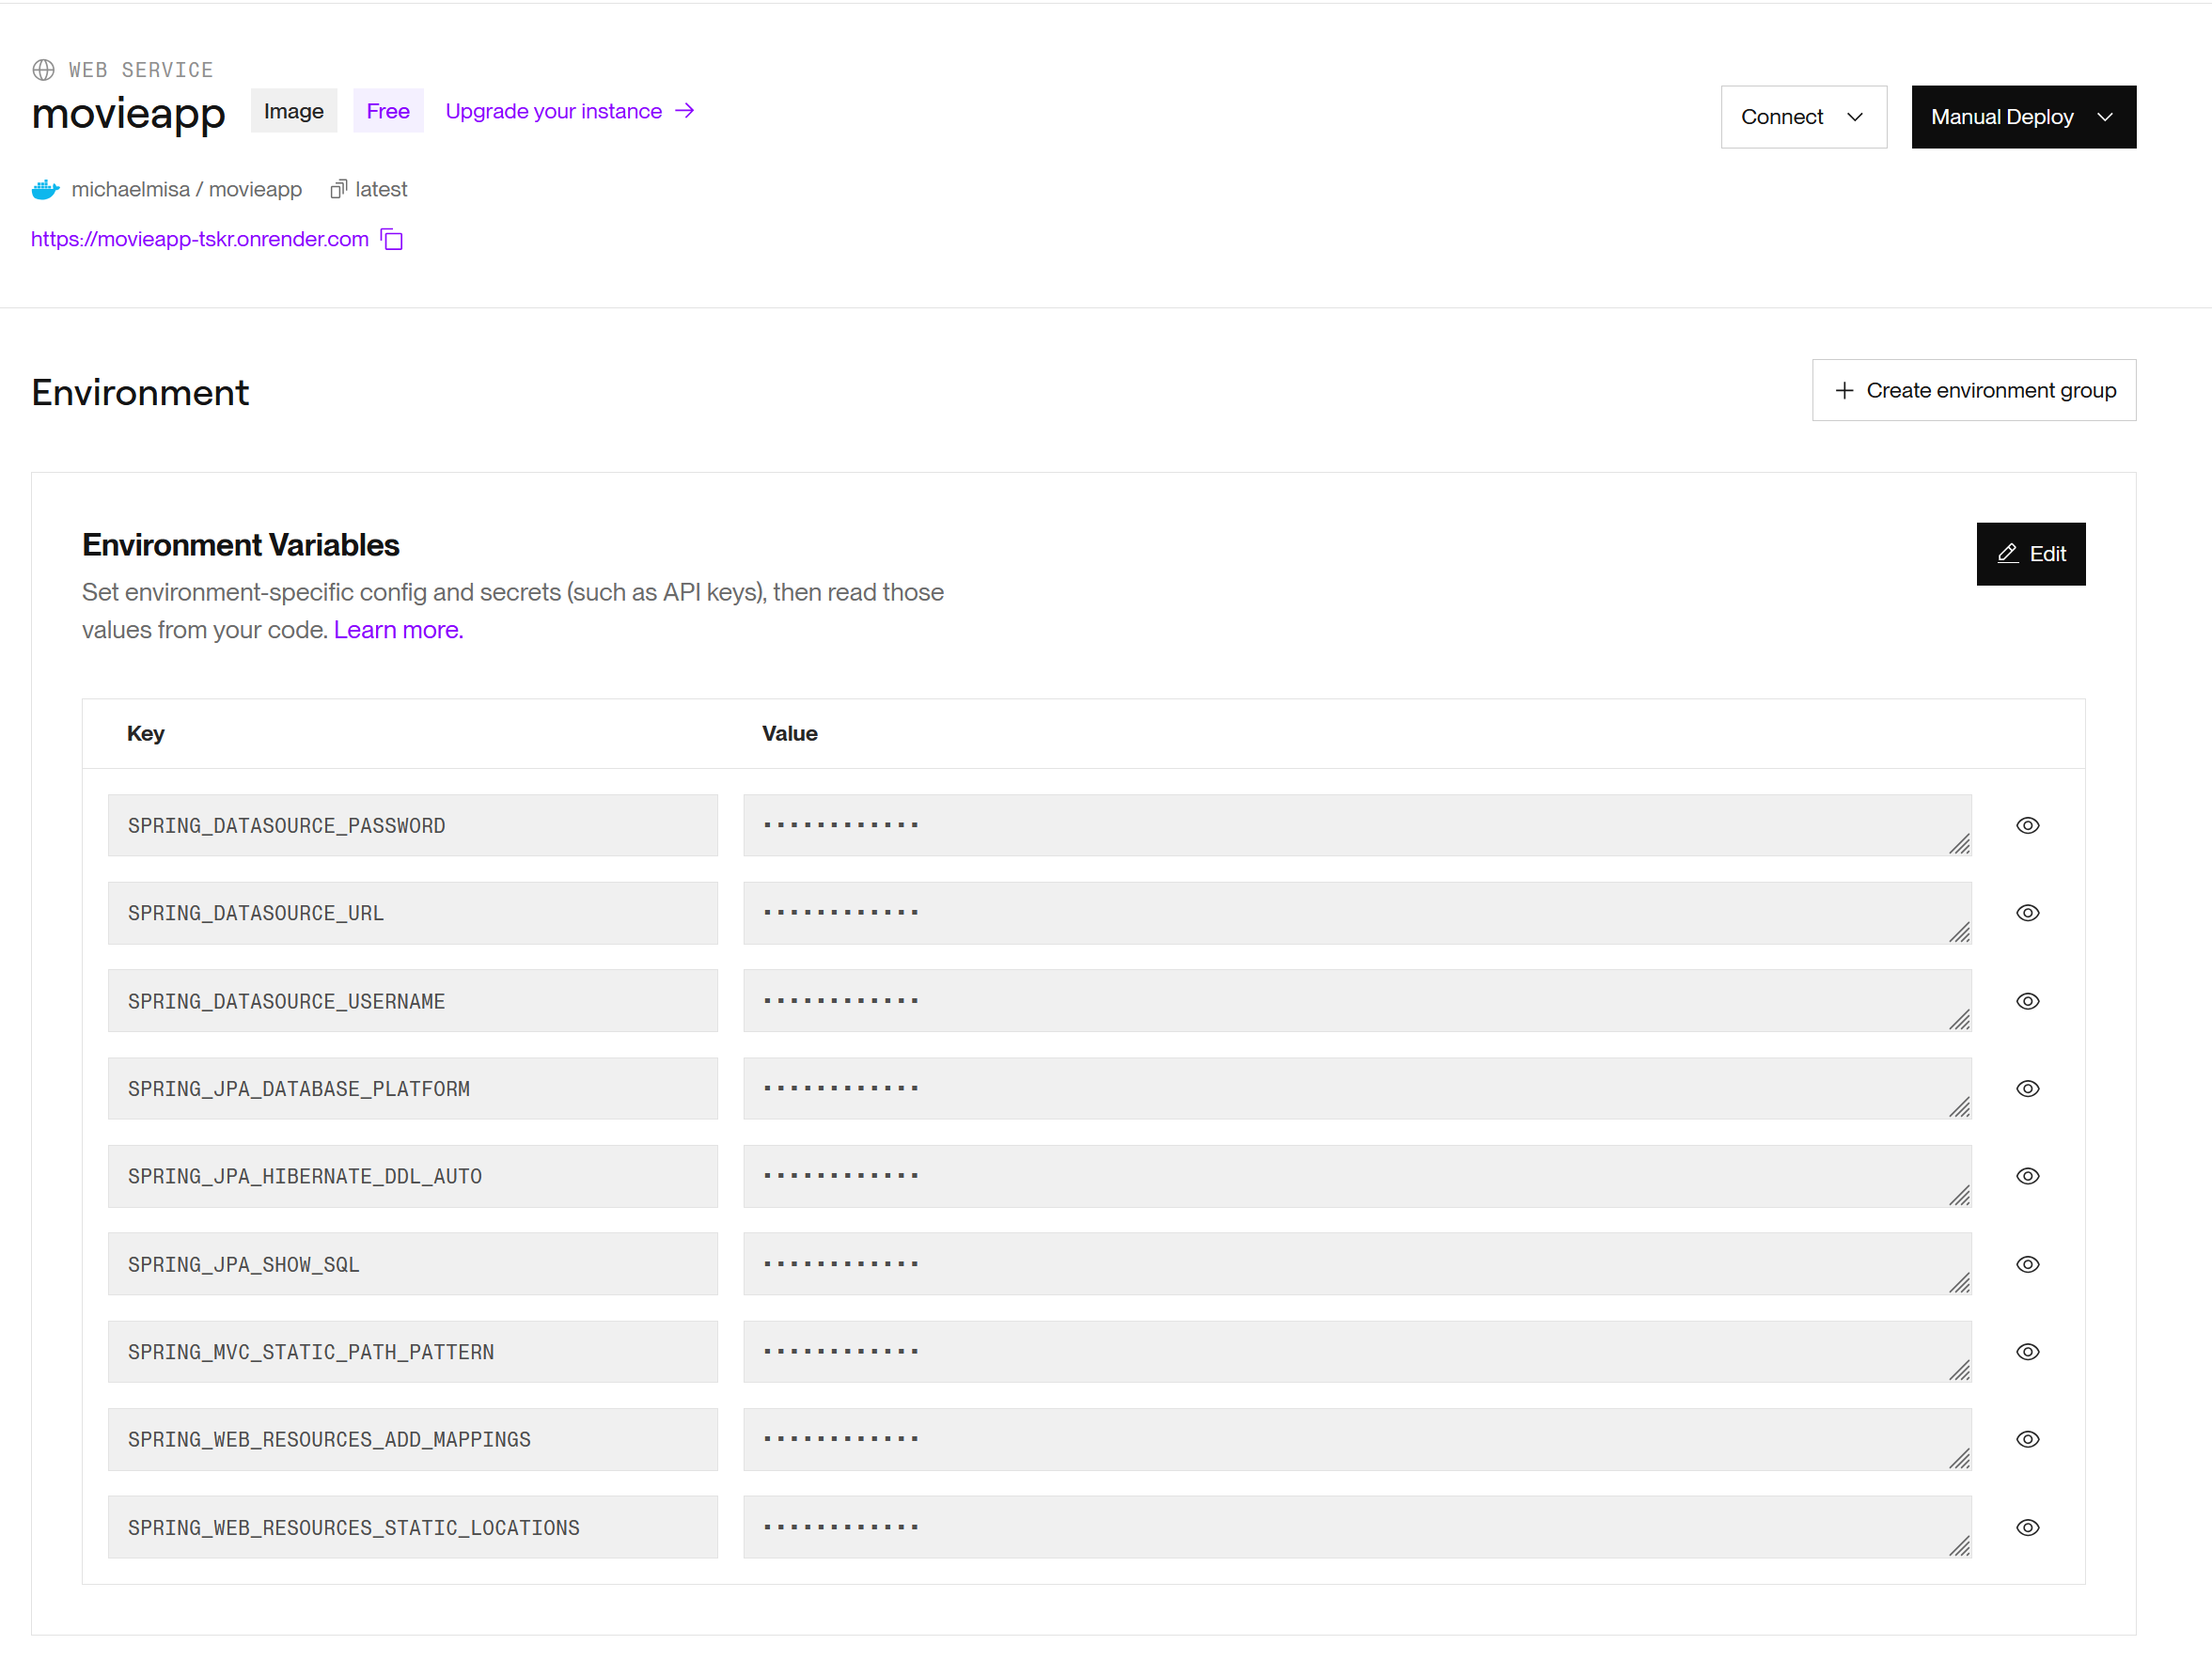 WEB SERVICE
movieapp Image Free Upgrade your instance →
Connect Manual Deploy
michaelmisa / movieapp latest
https://movieapp-tskr.onrender.com
Environment
+ Create environment group
Environment Variables
Edit
Set environment-specific config and secrets (such as API keys), then read those
values from your code. Learn more.
Key Value
SPRING_DATASOURCE_PASSWORD ············
SPRING_DATASOURCE_URL ············
SPRING_DATASOURCE_USERNAME ············
SPRING_JPA_DATABASE_PLATFORM ············
SPRING_JPA_HIBERNATE_DDL_AUTO ············
SPRING_JPA_SHOW_SQL ············
SPRING_MVC_STATIC_PATH_PATTERN ············
SPRING_WEB_RESOURCES_ADD_MAPPINGS ············
SPRING_WEB_RESOURCES_STATIC_LOCATIONS ············